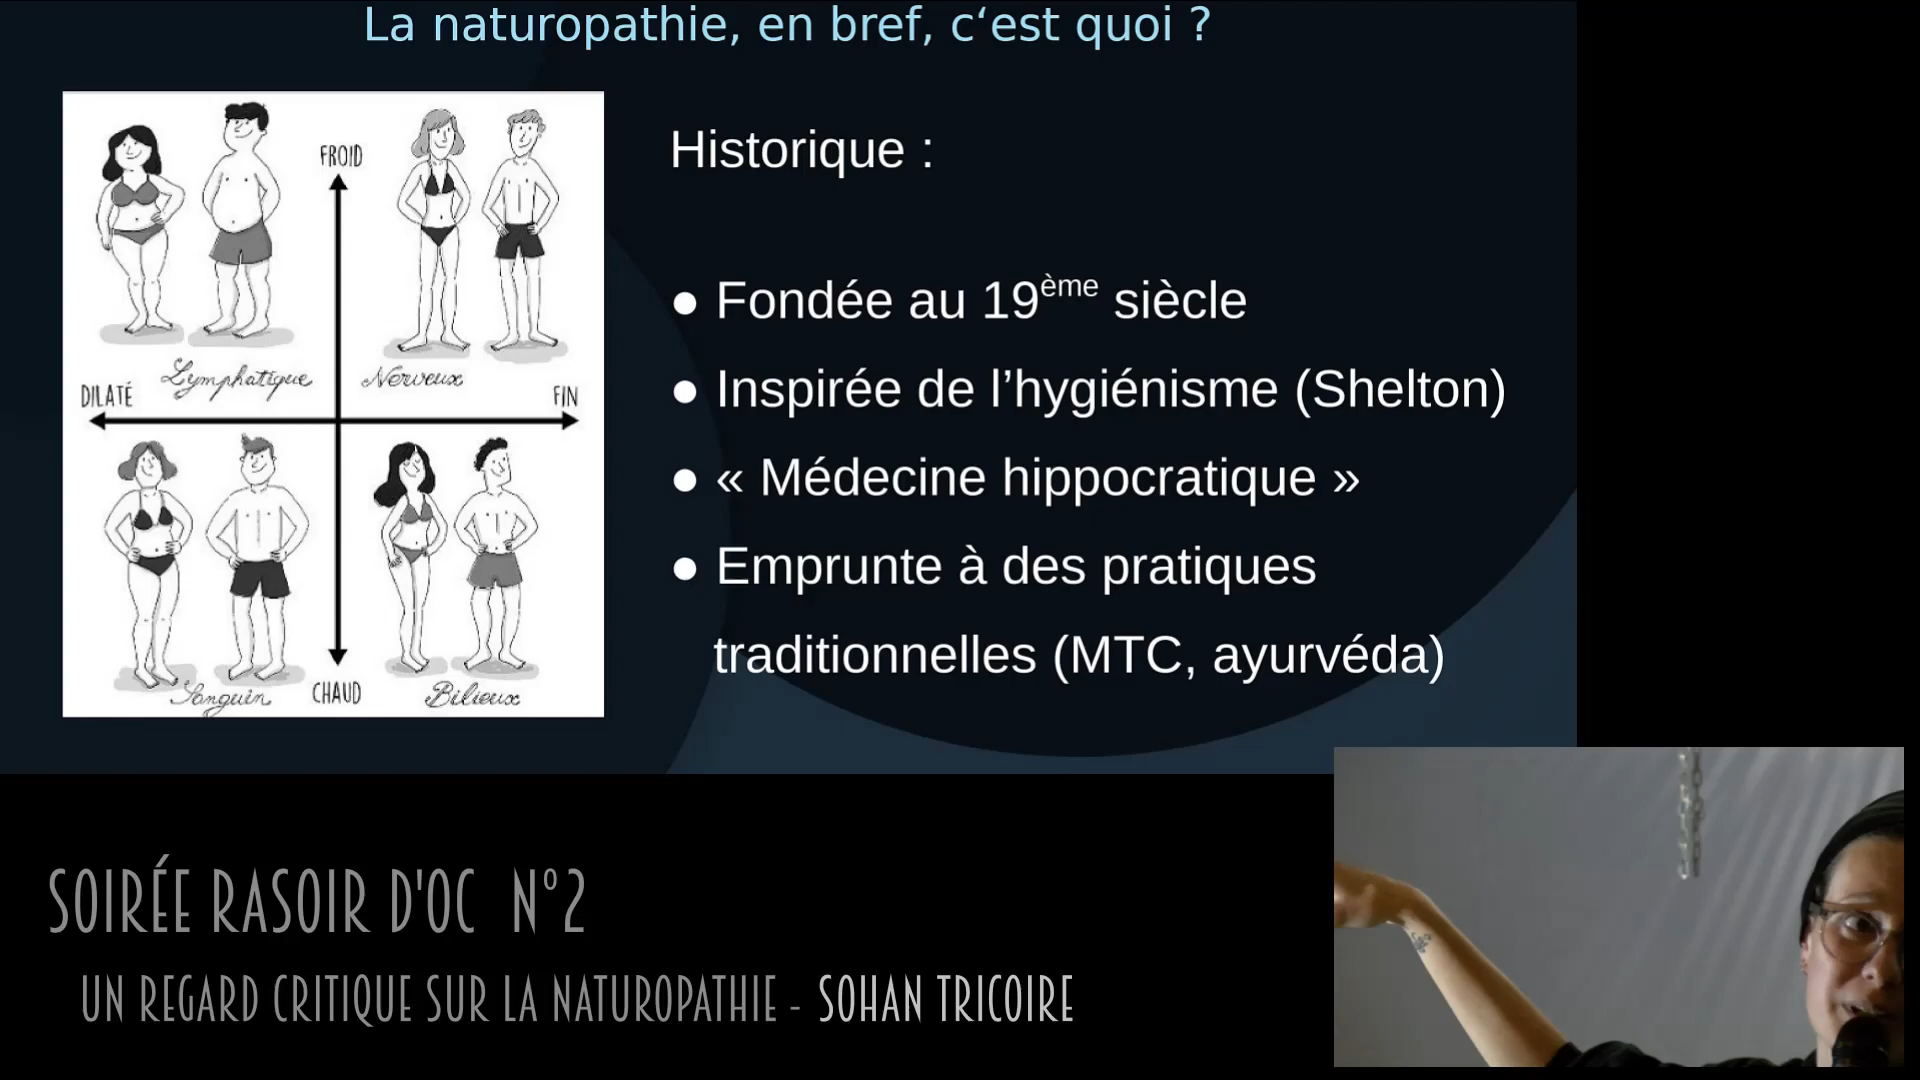 La naturopathie, en bref, c‘est quoi ?
FROID
Lymphatique
Nerveux
DILATÉ
FIN
Sanguin
CHAUD
Bilieux
Historique :
● Fondée au 19ème siècle
● Inspirée de l’hygiénisme (Shelton)
● « Médecine hippocratique »
● Emprunte à des pratiques
traditionnelles (MTC, ayurvéda)
SOIRÉE RASOIR D'OC N°2
UN REGARD CRITIQUE SUR LA NATUROPATHIE - SOHAN TRICOIRE